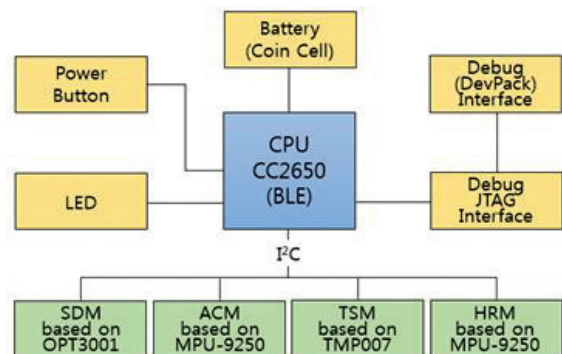 Battery
(Coin Cell)
Power
Button
Debug
(DevPack)
Interface
CPU
CC2650
(BLE)
LED
Debug
JTAG
Interface
I²C
SDM
based on
OPT3001
ACM
based on
MPU-9250
TSM
based on
TMP007
HRM
based on
MPU-9250